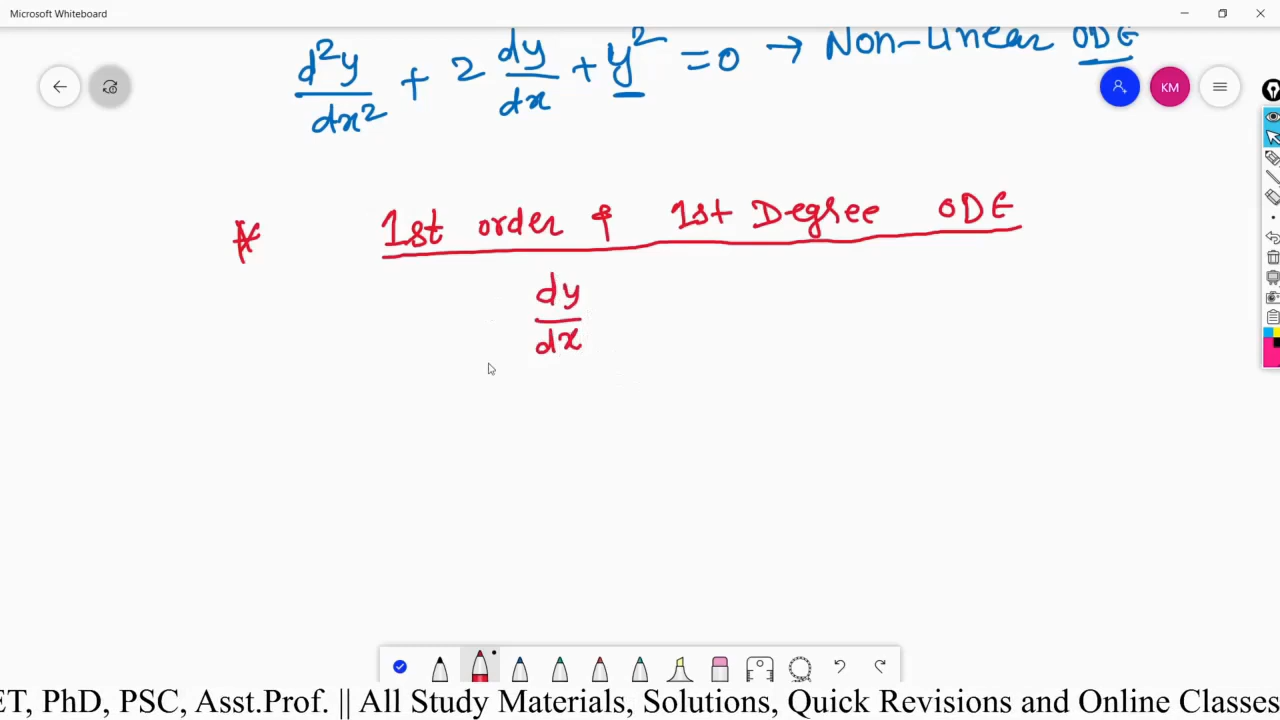 Microsoft Whiteboard
d²y/dx² + 2 dy/dx + y² = 0 → Non-Linear ODE
KM
* 1st order & 1st Degree ODE
dy/dx
ET, PhD, PSC, Asst.Prof. || All Study Materials, Solutions, Quick Revisions and Online Classes